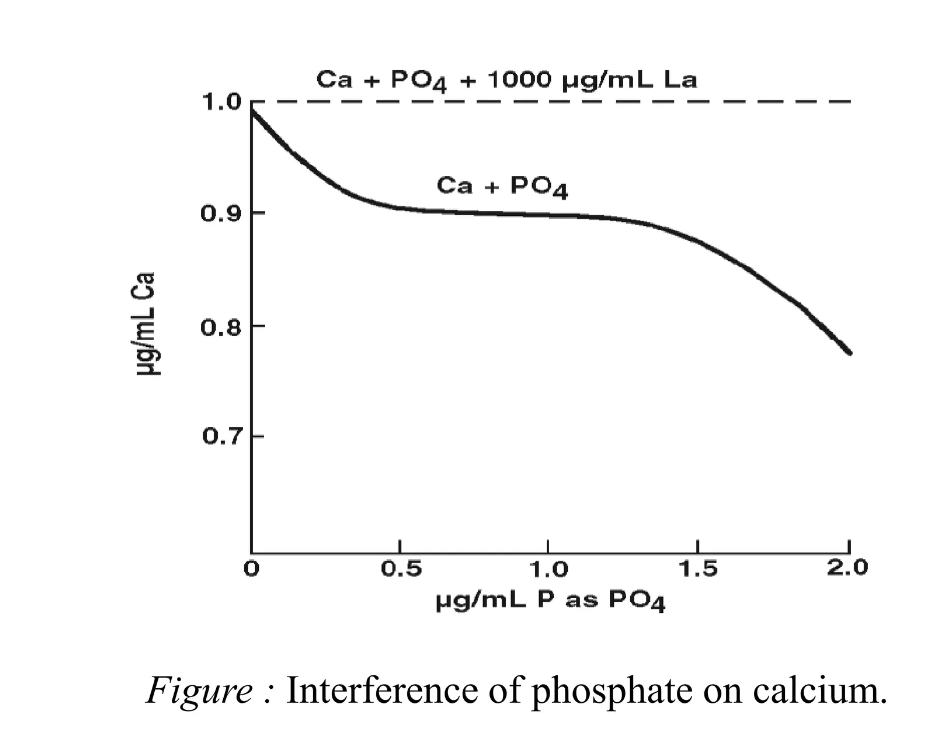 Ca + PO4 + 1000 µg/mL La
1.0
Ca + PO4
0.9
µg/mL Ca
0.8
0.7
0 0.5 1.0 1.5 2.0
µg/mL P as PO4
Figure : Interference of phosphate on calcium.